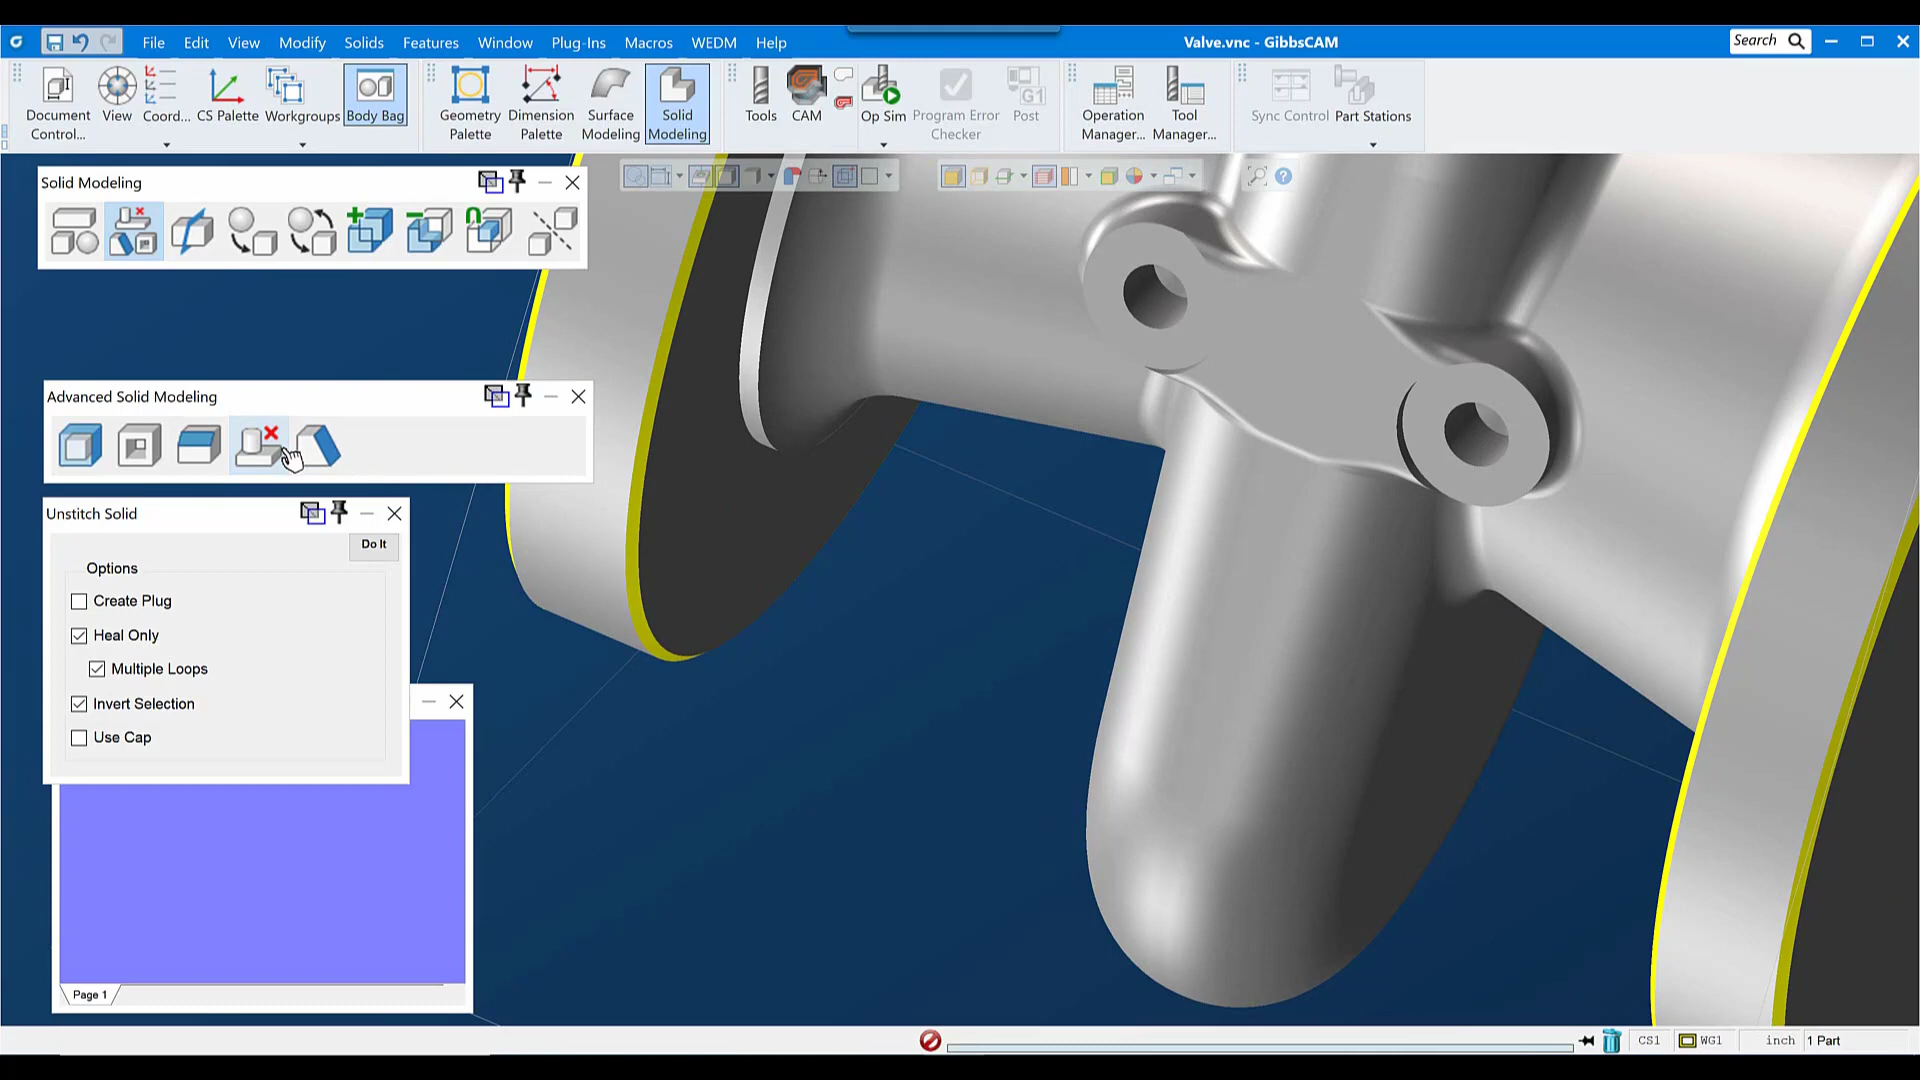 File Edit View Modify Solids Features Window Plug-Ins Macros WEDM Help
Valve.vnc - GibbsCAM
Search
Document Control...
View
Coord...
CS Palette
Workgroups
Body Bag
Geometry Palette
Dimension Palette
Surface Modeling
Solid Modeling
Tools
CAM
Op Sim
Program Error Checker
G1
Post
Operation Manager...
Tool Manager...
Sync Control
Part Stations
Solid Modeling
Advanced Solid Modeling
Unstitch Solid
Do It
Options
Create Plug
Heal Only
Multiple Loops
Invert Selection
Use Cap
Page 1
CS1
WG1
inch
1 Part